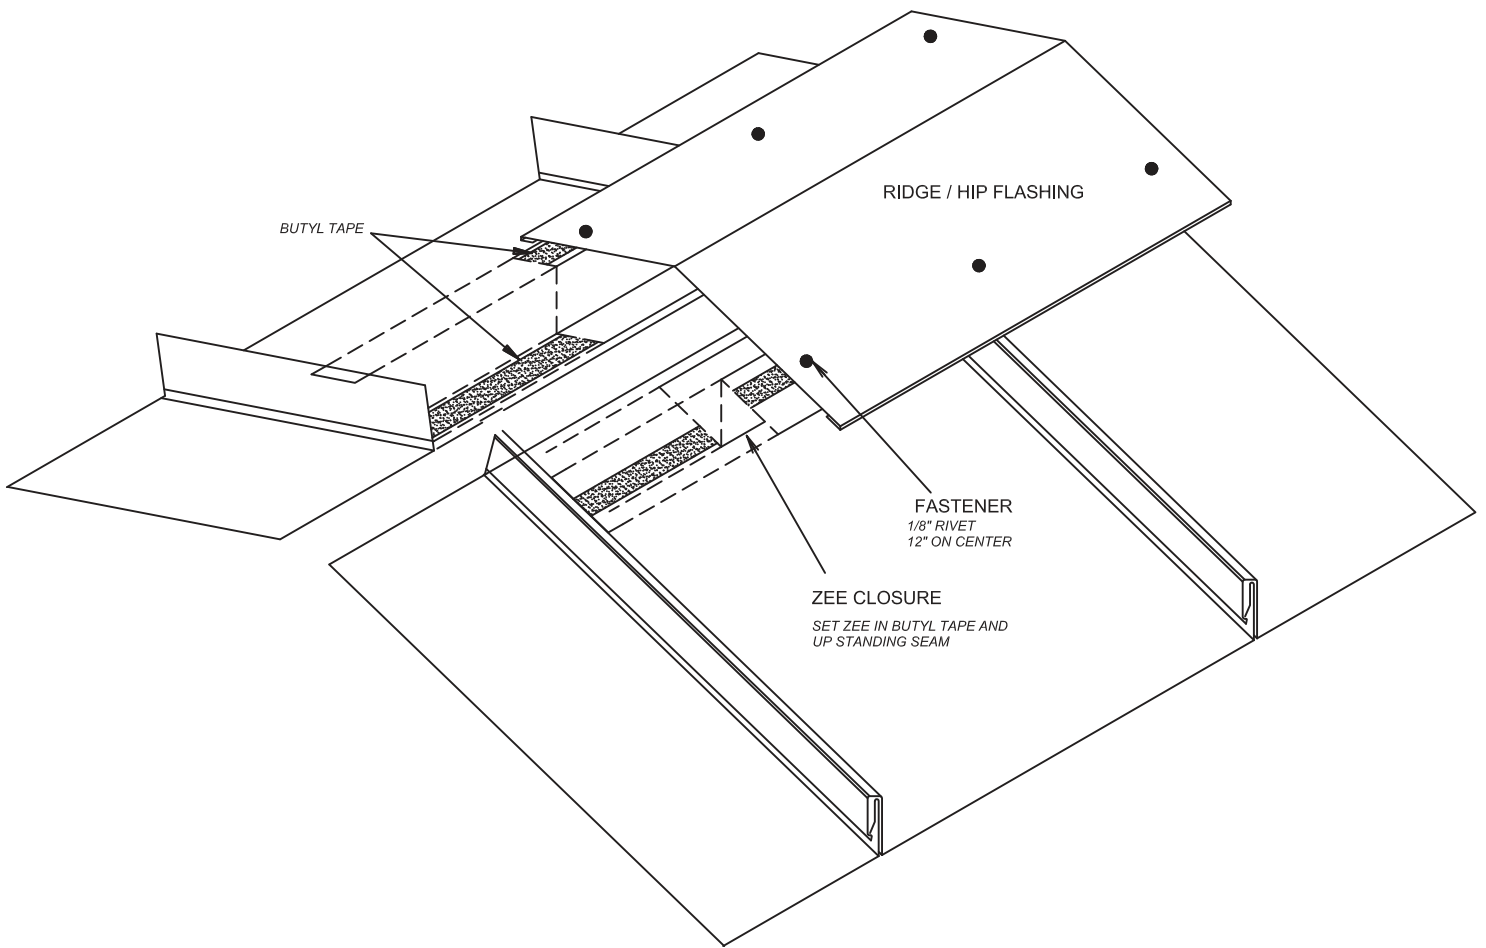 RIDGE / HIP FLASHING
BUTYL TAPE
FASTENER
1/8" RIVET
12" ON CENTER
ZEE CLOSURE
SET ZEE IN BUTYL TAPE AND
UP STANDING SEAM